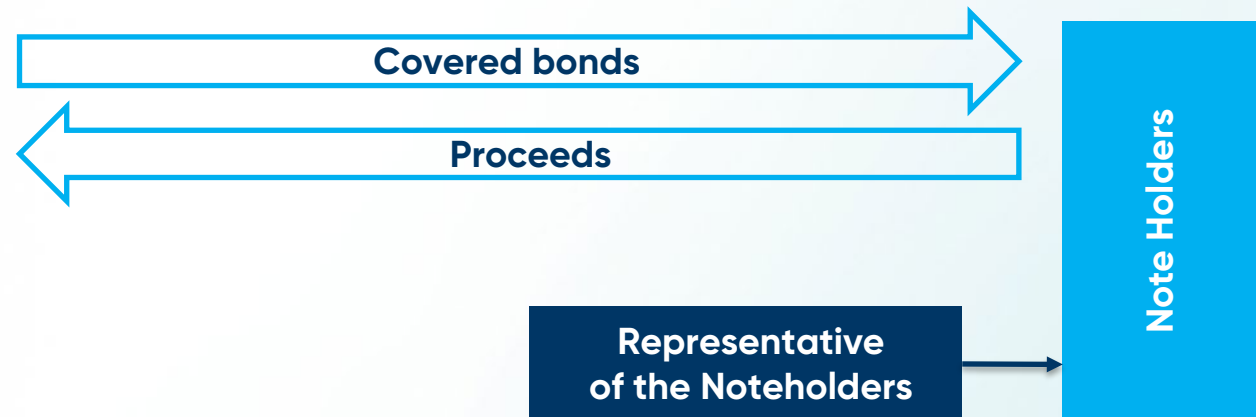 Covered bonds
Proceeds
Note Holders
Representative
of the Noteholders